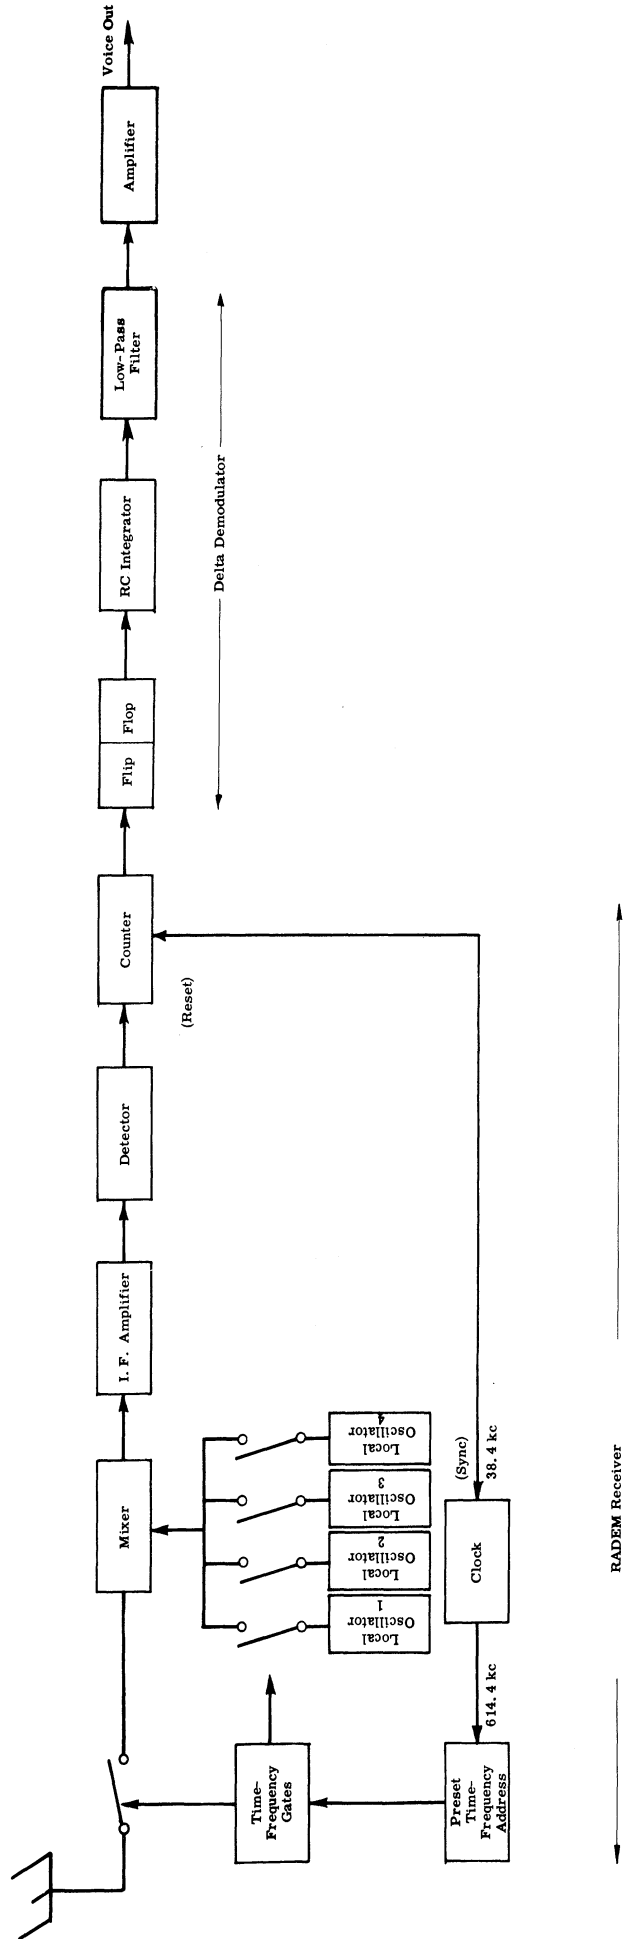 Mixer
I. F. Amplifier
Detector
Counter
Flip
Flop
RC Integrator
Low-Pass
Filter
Amplifier
Voice Out
(Reset)
Delta Demodulator
Time-
Frequency
Gates
Local
Oscillator
1
Local
Oscillator
2
Local
Oscillator
3
Local
Oscillator
4
Preset
Time-
Frequency
Address
614.4 kc
Clock
(Sync)
38.4 kc
RADEM Receiver